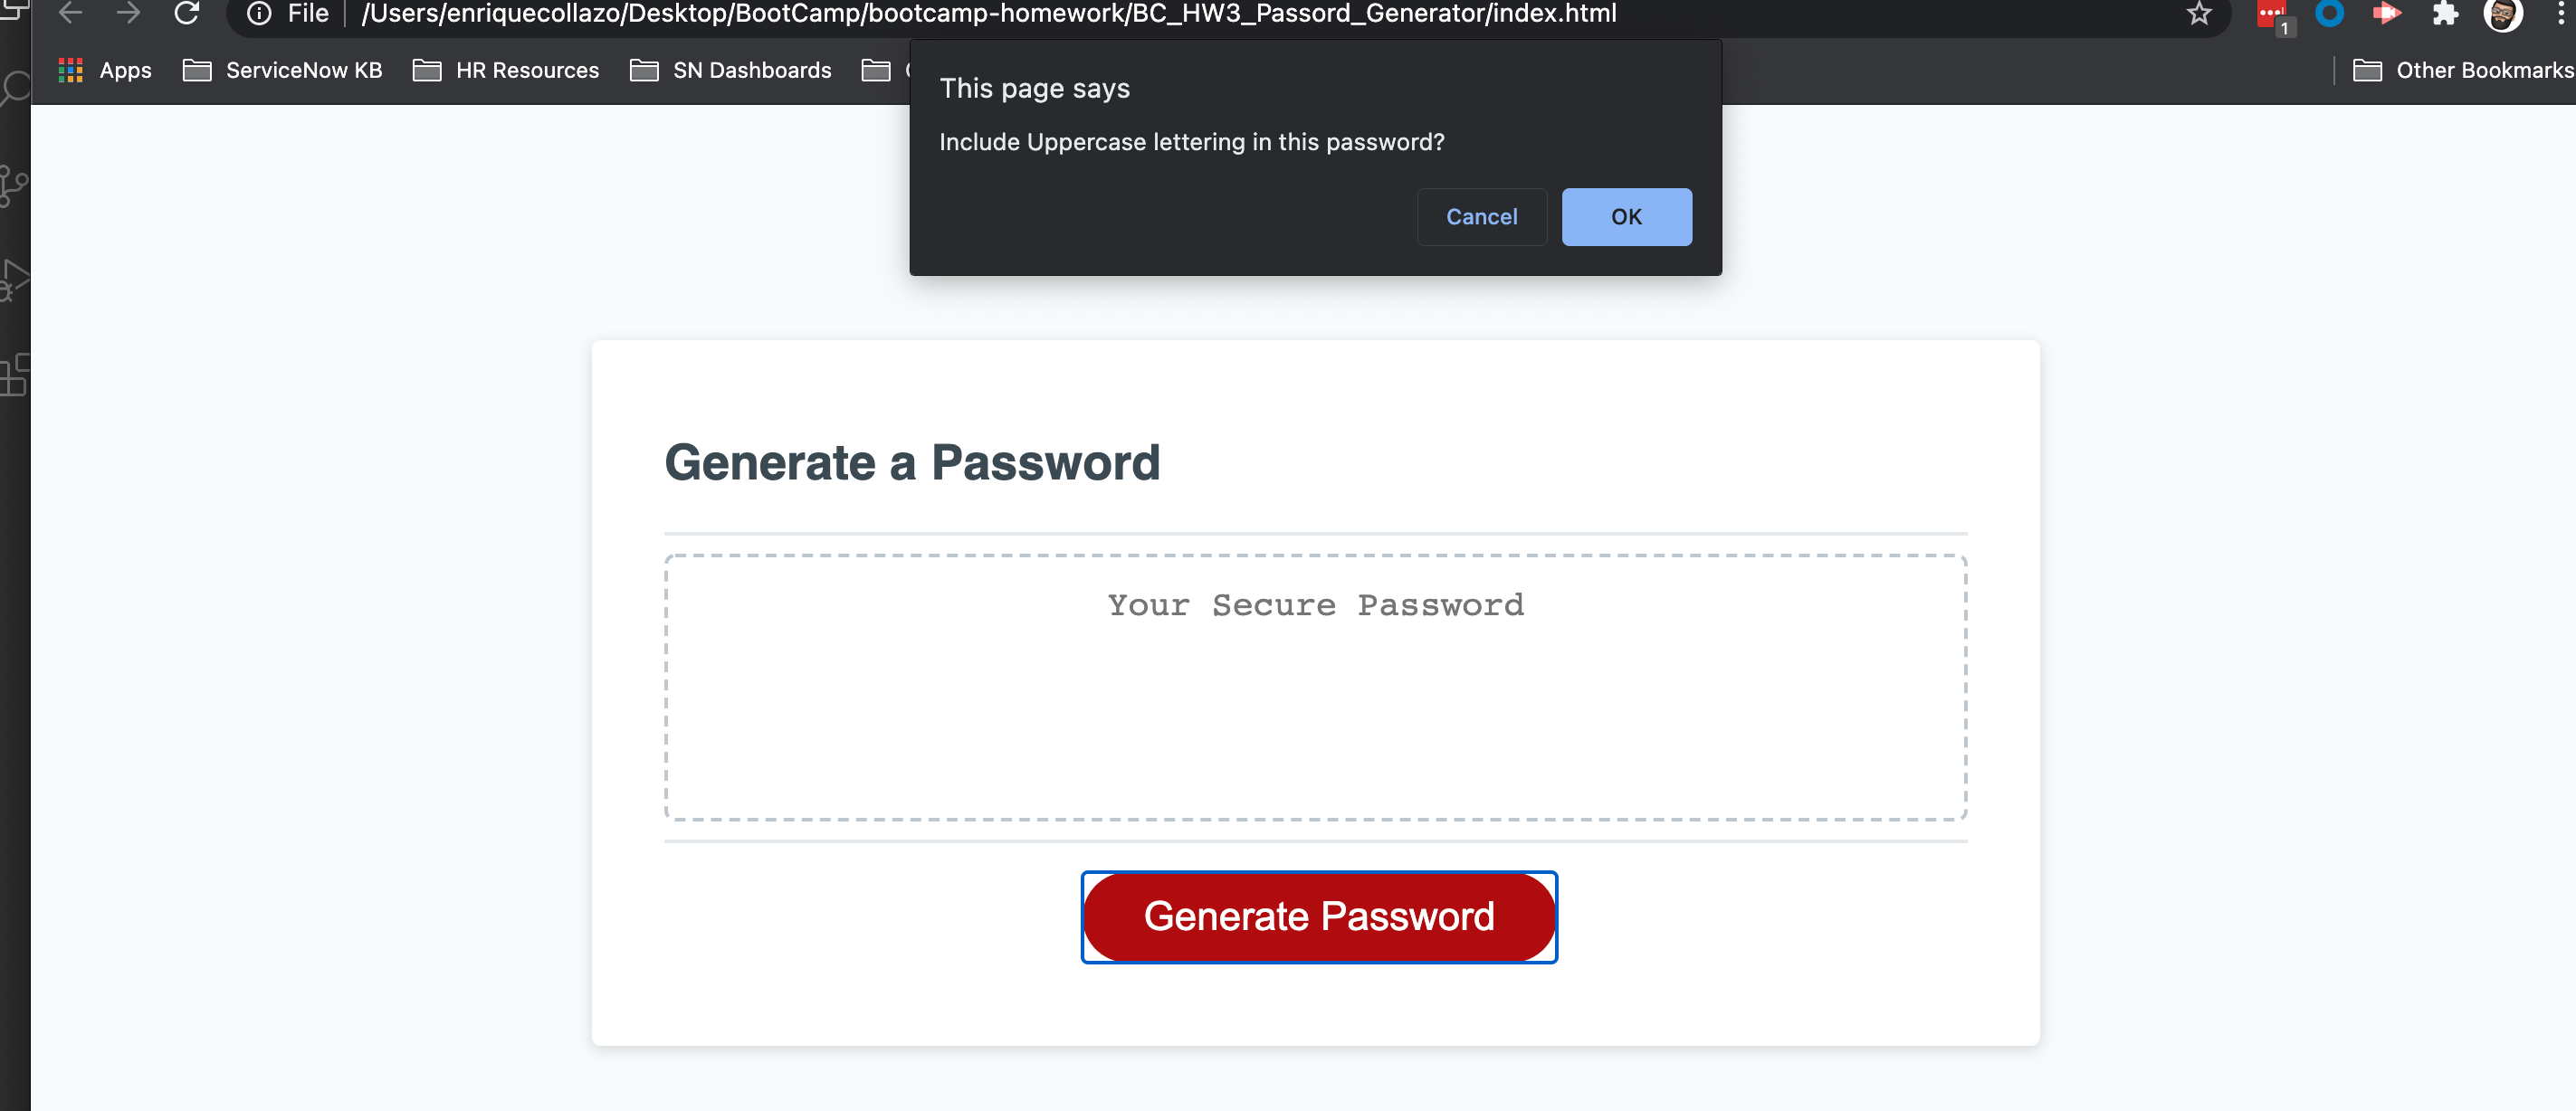 File /Users/enriquecollazo/Desktop/BootCamp/bootcamp-homework/BC_HW3_Passord_Generator/index.html
1
Apps ServiceNow KB HR Resources SN Dashboards Other Bookmarks
This page says
Include Uppercase lettering in this password?
Cancel OK
Generate a Password
Your Secure Password
Generate Password